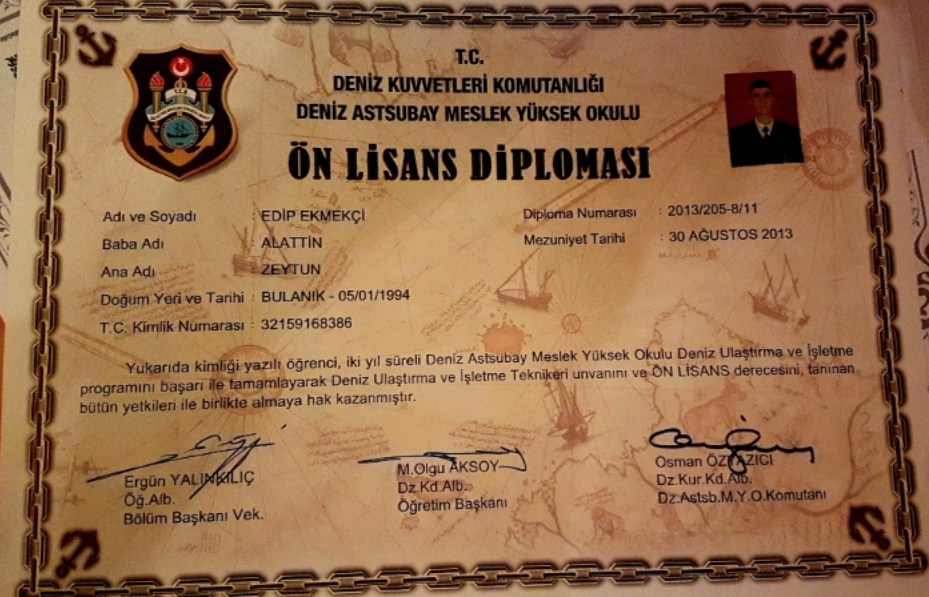 T.C.
DENİZ KUVVETLERİ KOMUTANLIĞI
DENİZ ASTSUBAY MESLEK YÜKSEK OKULU
ÖN LİSANS DİPLOMASI
Adı ve Soyadı : EDİP EKMEKÇİ
Diploma Numarası : 2013/205-8/11
Baba Adı : ALATTİN
Mezuniyet Tarihi : 30 AĞUSTOS 2013
Ana Adı : ZEYTUN
Doğum Yeri ve Tarihi : BULANIK - 05/01/1994
T.C. Kimlik Numarası : 32159168386
Yukarıda kimliği yazılı öğrenci, iki yıl süreli Deniz Astsubay Meslek Yüksek Okulu Deniz Ulaştırma ve İşletme
programını başarı ile tamamlayarak Deniz Ulaştırma ve İşletme Teknikeri unvanını ve ÖN LİSANS derecesini, tanınan
bütün yetkileri ile birlikte almaya hak kazanmıştır.
Ergün YALINKILIÇ
Öğ.Alb.
Bölüm Başkanı Vek.
M.Olgu AKSOY
Dz.Kd.Alb.
Öğretim Başkanı
Osman ÖZYAZICI
Dz.Kur.Kd.Alb.
Dz.Astsb.M.Y.O.Komutanı